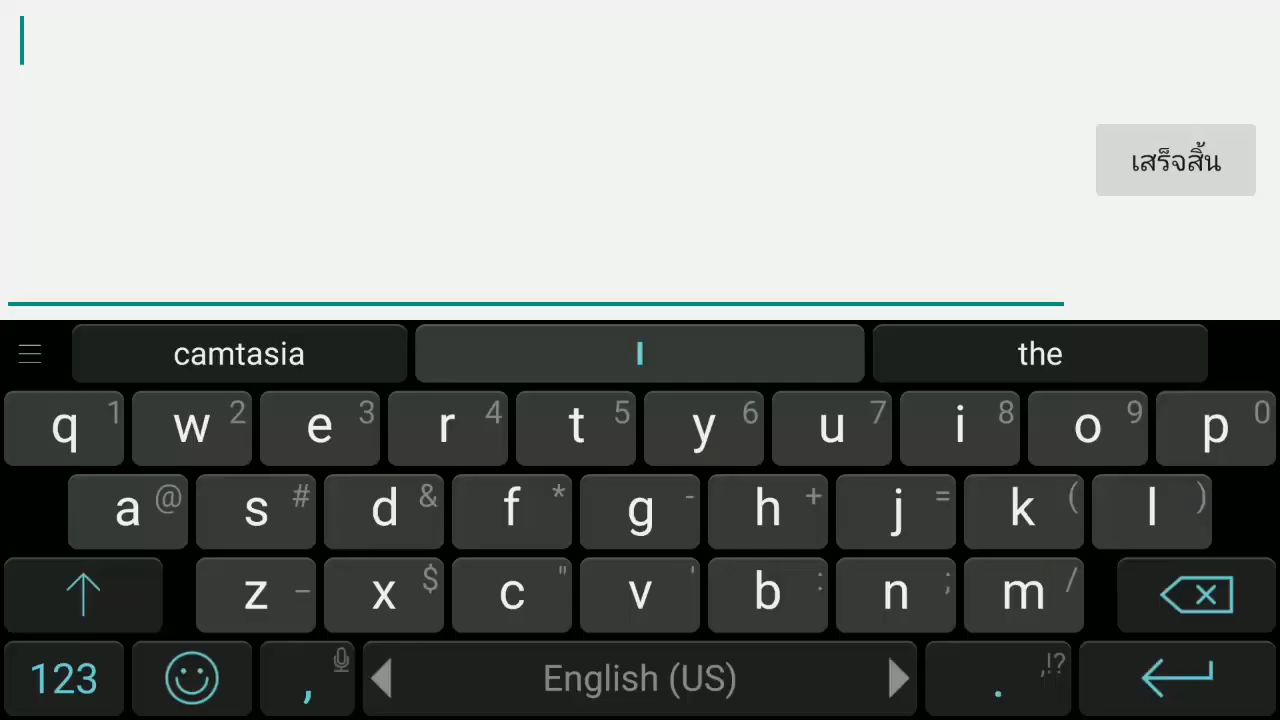 เสร็จสิ้น
camtasia I the
q 1 w 2 e 3 r 4 t 5 y 6 u 7 i 8 o 9 p 0
a @ s # d & f * g - h + j = k ( l )
z _ x $ c " v ' b : n ; m /
123 , English (US) . ,!?